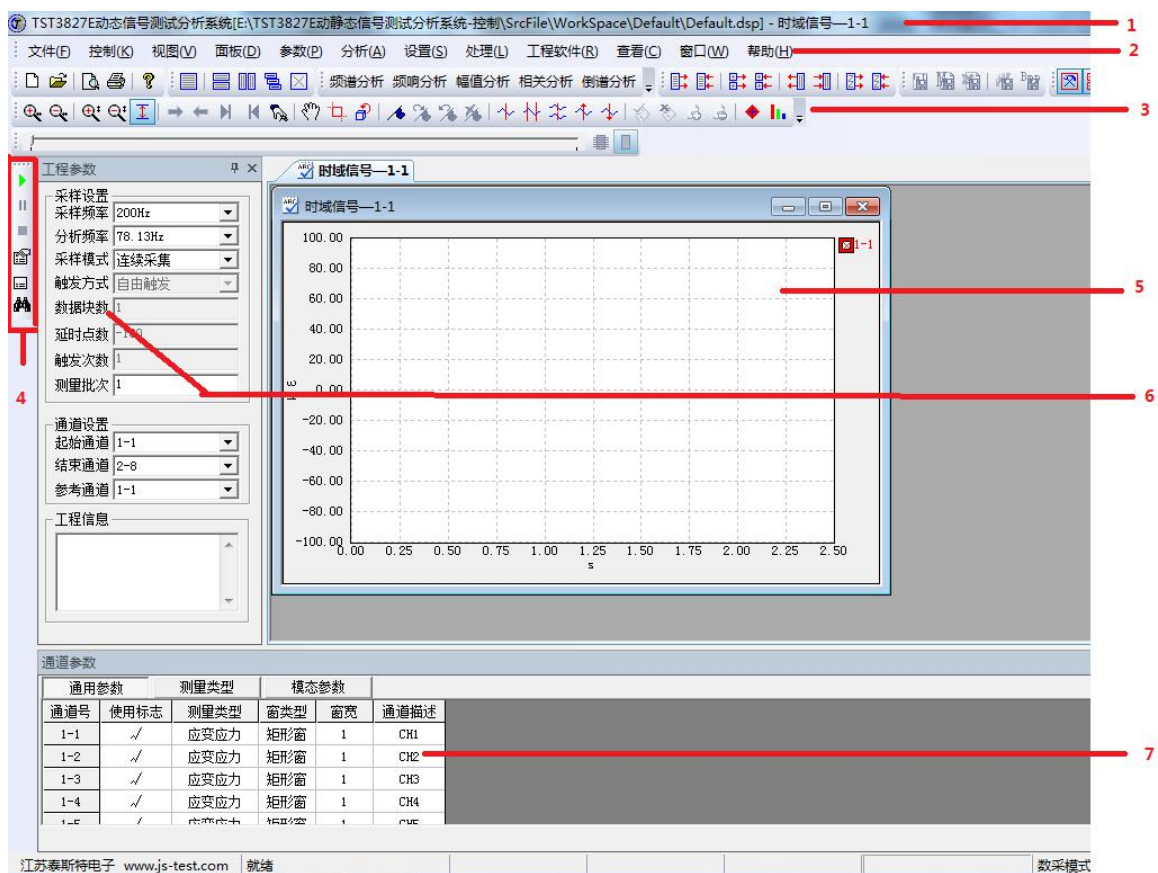 TST3827E动态信号测试分析系统[E:\TST3827E动静态信号测试分析系统-控制\SrcFile\WorkSpace\Default\Default.dsp] - 时域信号—1-1
1
文件(F) 控制(K) 视图(V) 面板(D) 参数(P) 分析(A) 设置(S) 处理(L) 工程软件(R) 查看(C) 窗口(W) 帮助(H)
2
频谱分析 频响分析 幅值分析 相关分析 倒谱分析
3
工程参数
时域信号—1-1
采样设置
采样频率 200Hz
分析频率 78.13Hz
采样模式 连续采集
触发方式 自由触发
数据块数 1
延时点数
触发次数 1
测量批次 1
4
通道设置
起始通道 1-1
结束通道 2-8
参考通道 1-1
工程信息
时域信号—1-1
100.00
80.00
60.00
40.00
20.00
0.00
-20.00
-40.00
-60.00
-80.00
-100.00
0.00 0.25 0.50 0.75 1.00 1.25 1.50 1.75 2.00 2.25 2.50
s
1-1
5
6
通道参数
通用参数 测量类型 模态参数
通道号 使用标志 测量类型 窗类型 窗宽 通道描述
1-1 √ 应变应力 矩形窗 1 CH1
1-2 √ 应变应力 矩形窗 1 CH2
1-3 √ 应变应力 矩形窗 1 CH3
1-4 √ 应变应力 矩形窗 1 CH4
7
江苏泰斯特电子 www.js-test.com 就绪 数采模式